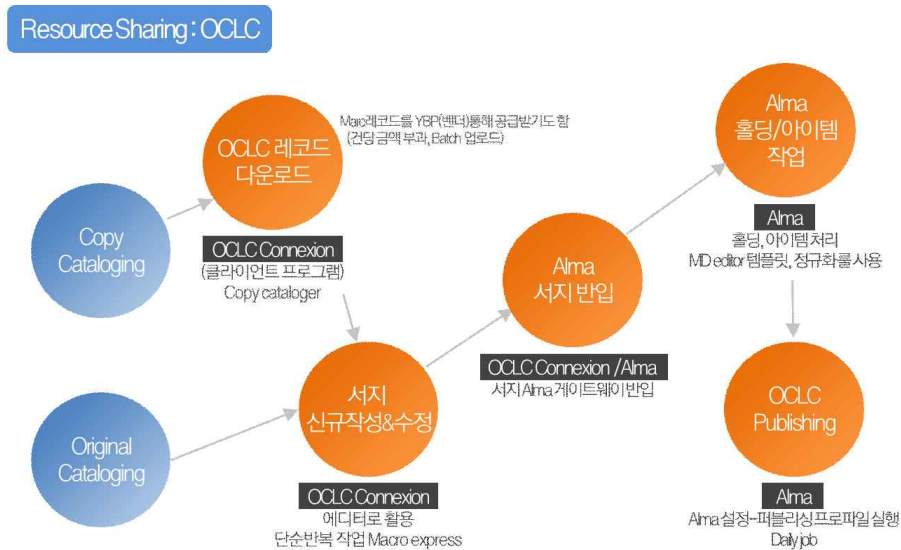 Resource Sharing : OCLC
Copy
Cataloging
OCLC 레코드
다운로드
Marc레코드를 YBP(벤더)통해 공급받기도 함
(건당 금액 부과, Batch 업로드)
OCLC Connexion
(클라이언트 프로그램)
Copy cataloger
Original
Cataloging
서지
신규작성&수정
OCLC Connexion
에디터로 활용
단순반복 작업 Macro express
Alma
서지 반입
OCLC Connexion / Alma
서지 Alma 게이트웨이 반입
Alma
홀딩/아이템
작업
Alma
홀딩, 아이템 처리
MD editor 템플릿, 정규화룰 사용
OCLC
Publishing
Alma
Alma 설정-퍼블리싱 프로파일 실행
Daily job